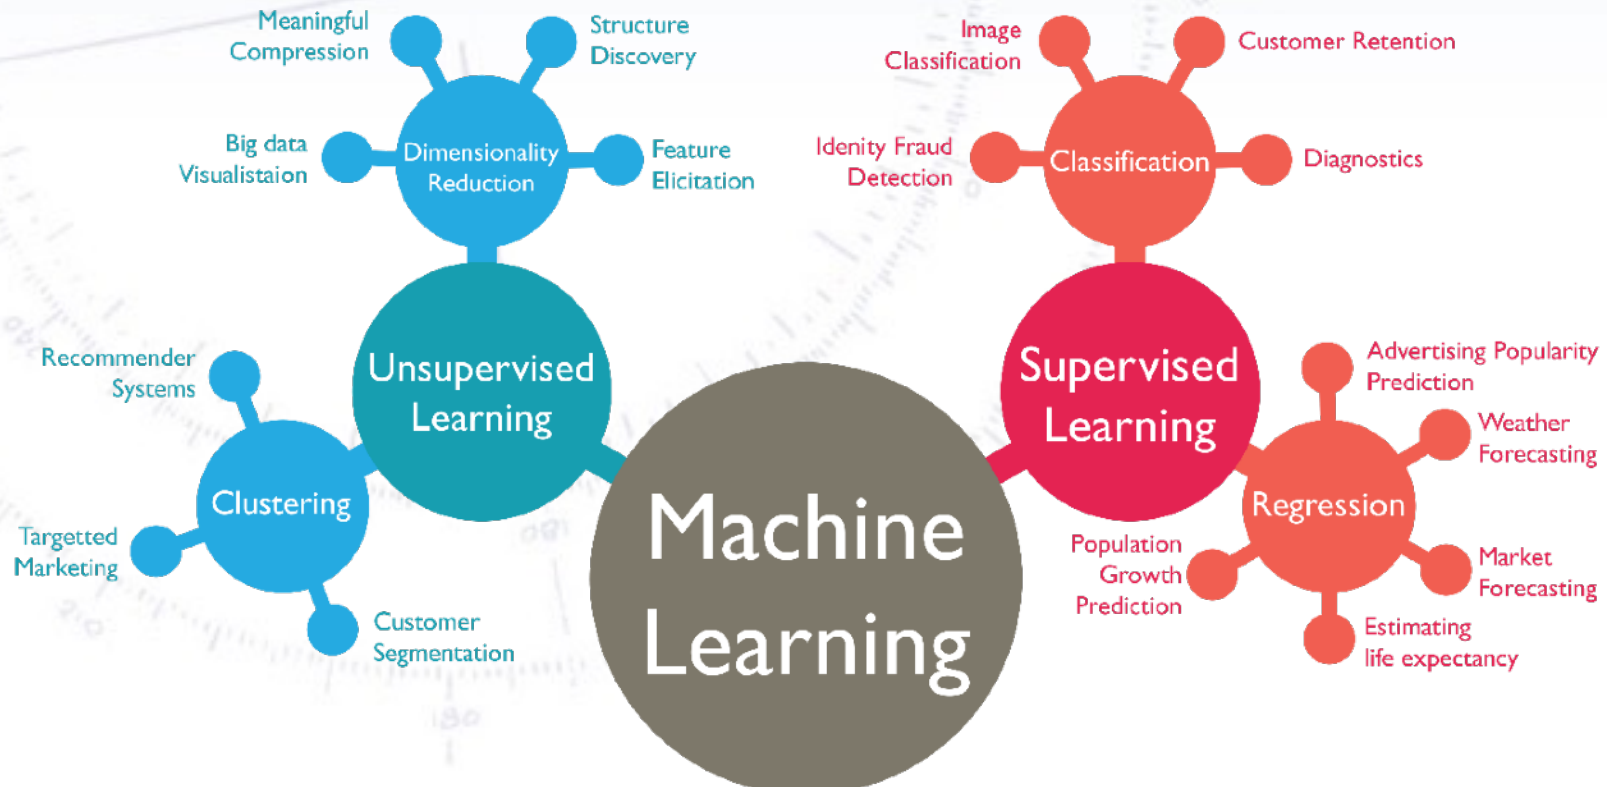 Meaningful
Compression
Structure
Discovery
Big data
Visualistaion
Dimensionality
Reduction
Feature
Elicitation
Image
Classification
Customer Retention
Idenity Fraud
Detection
Classification
Diagnostics
Unsupervised
Learning
Recommender
Systems
Clustering
Targetted
Marketing
Customer
Segmentation
Supervised
Learning
Advertising Popularity
Prediction
Weather
Forecasting
Regression
Market
Forecasting
Population
Growth
Prediction
Estimating
life expectancy
Machine
Learning
180